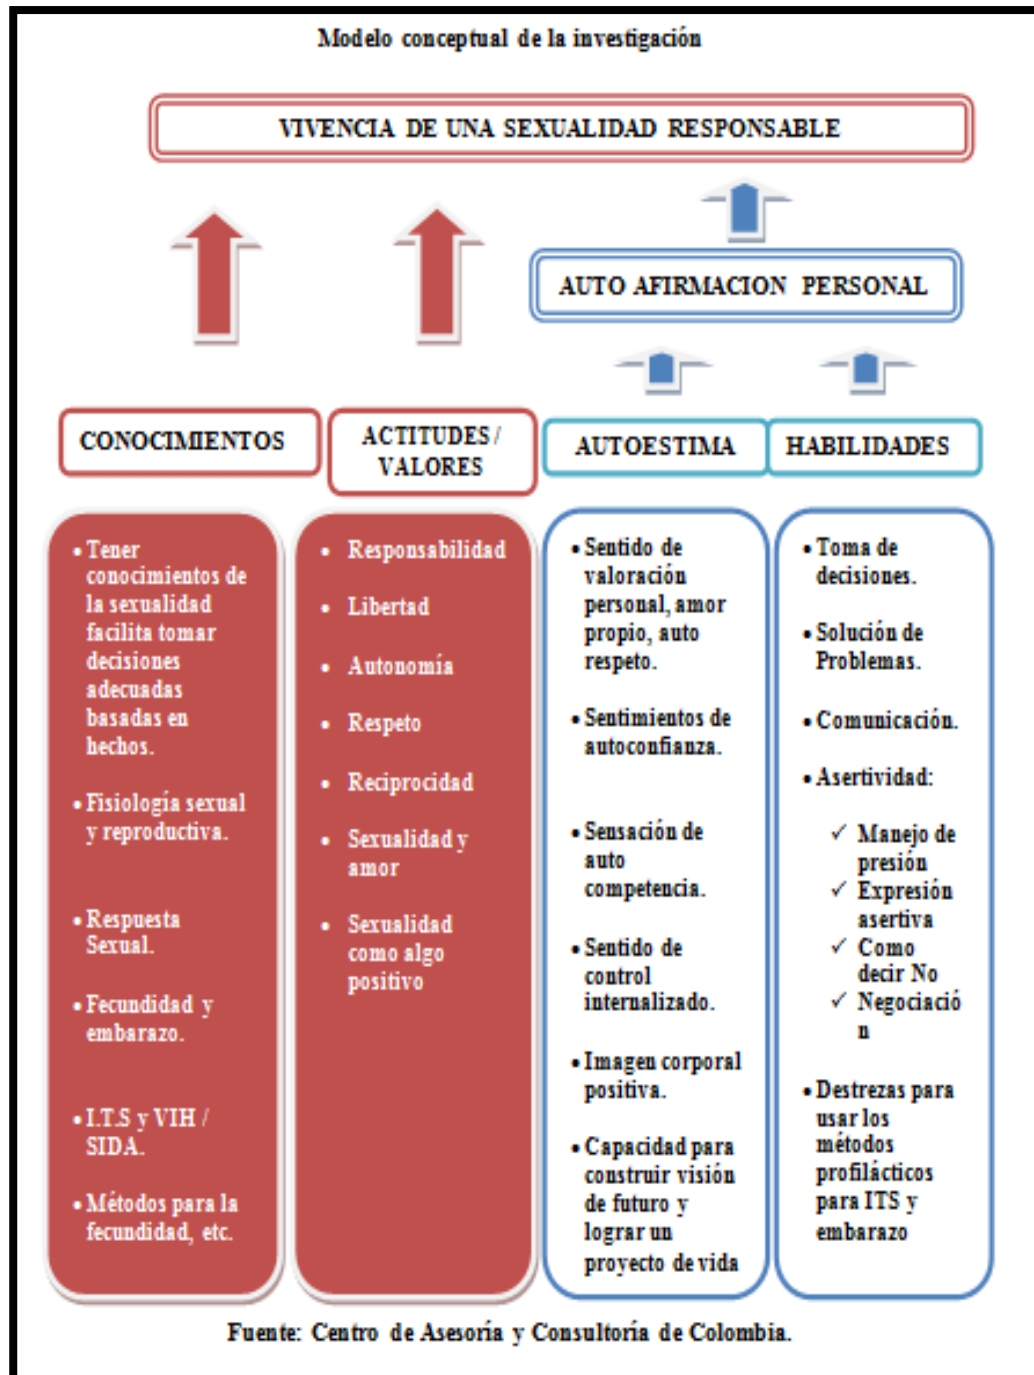 Modelo conceptual de la investigación
VIVENCIA DE UNA SEXUALIDAD RESPONSABLE
AUTO AFIRMACION PERSONAL
CONOCIMIENTOS
ACTITUDES /
VALORES
AUTOESTIMA
HABILIDADES
• Tener
conocimientos de
la sexualidad
facilita tomar
decisiones
adecuadas
basadas en
hechos.
• Fisiología sexual
y reproductiva.
• Respuesta
Sexual.
• Fecundidad y
embarazo.
• I.T.S y VIH /
SIDA.
• Métodos para la
fecundidad, etc.
• Responsabilidad
• Libertad
• Autonomía
• Respeto
• Reciprocidad
• Sexualidad y
amor
• Sexualidad
como algo
positivo
• Sentido de
valoración
personal, amor
propio, auto
respeto.
• Sentimientos de
autoconfianza.
• Sensación de
auto
competencia.
• Sentido de
control
internalizado.
• Imagen corporal
positiva.
• Capacidad para
construir visión
de futuro y
lograr un
proyecto de vida
• Toma de
decisiones.
• Solución de
Problemas.
• Comunicación.
• Asertividad:
✓ Manejo de
presión
✓ Expresión
asertiva
✓ Como
decir No
✓ Negociació
n
• Destrezas para
usar los
métodos
profilácticos
para ITS y
embarazo
Fuente: Centro de Asesoría y Consultoría de Colombia.